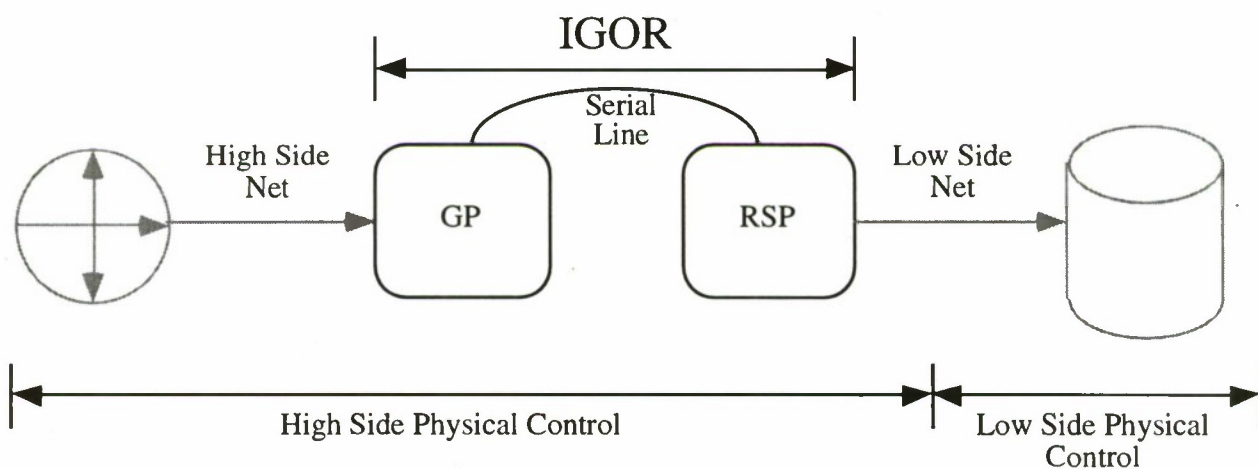 IGOR
Serial
Line
High Side
Net
GP
RSP
Low Side
Net
High Side Physical Control
Low Side Physical
Control